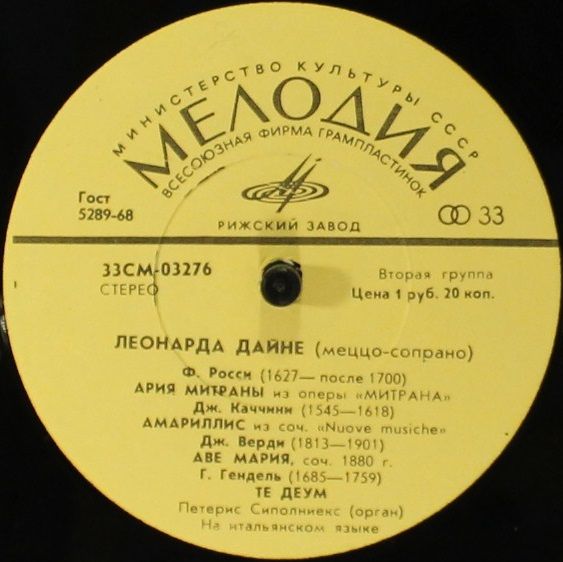 МИНИСТЕРСТВО КУЛЬТУРЫ СССР
МЕЛОДИЯ
ВСЕСОЮЗНАЯ ФИРМА ГРАМПЛАСТИНОК
Гост
5289-68
РИЖСКИЙ ЗАВОД
33
33СМ-03276
СТЕРЕО
Вторая группа
Цена 1 руб. 20 коп.
ЛЕОНАРДА ДАЙНЕ (меццо-сопрано)
Ф. Росси (1627— после 1700)
АРИЯ МИТРАНЫ из оперы «МИТРАНА»
Дж. Каччини (1545—1618)
АМАРИЛЛИС из соч. «Nuove musiche»
Дж. Верди (1813—1901)
АВЕ МАРИЯ, соч. 1880 г.
Г. Гендель (1685—1759)
ТЕ ДЕУМ
Петерис Сиполниекс (орган)
На итальянском языке